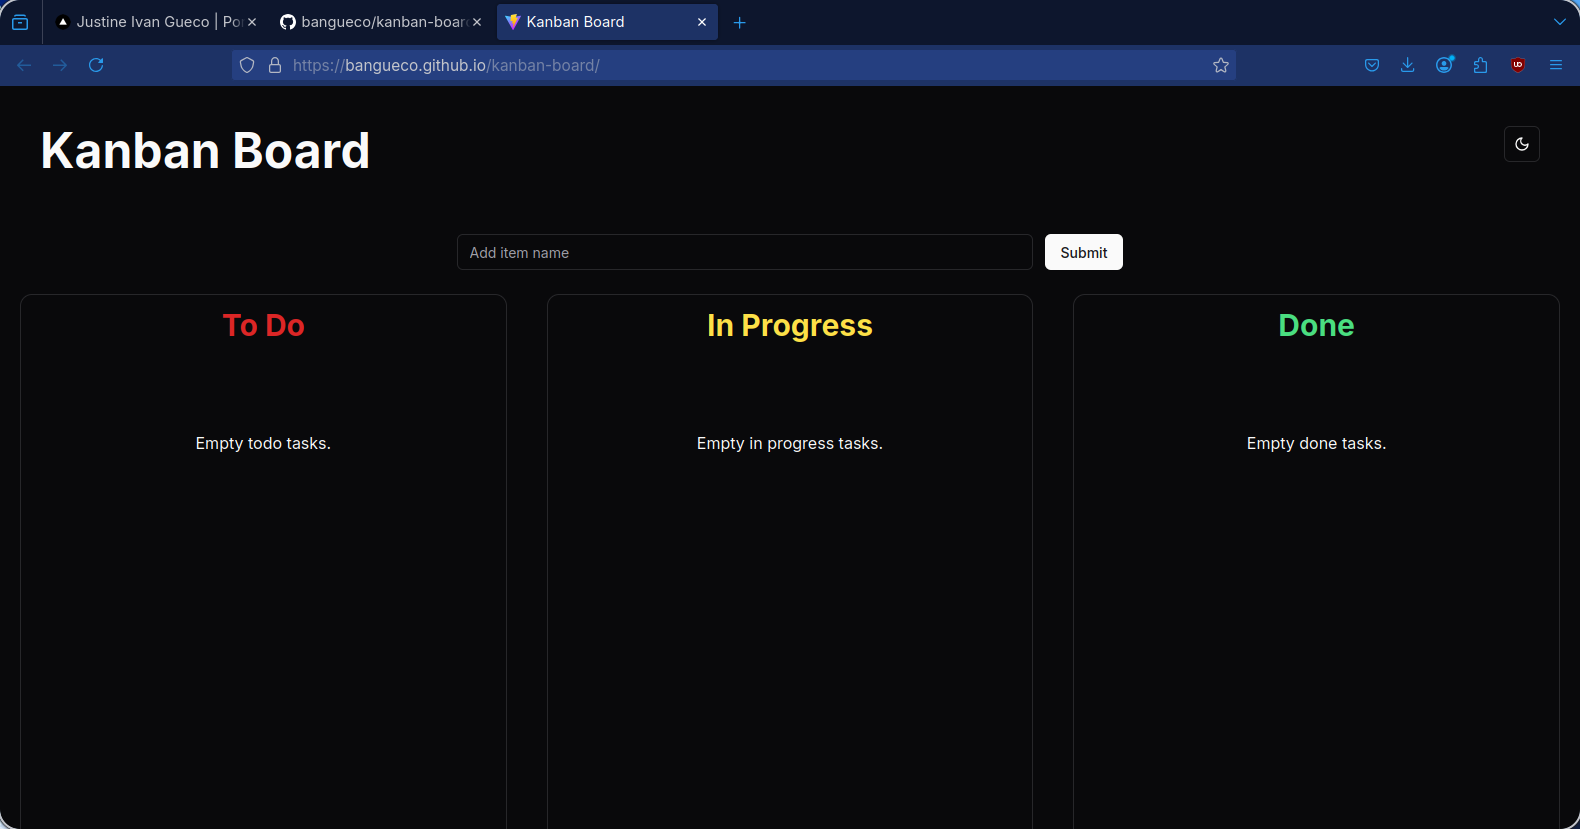 Justine Ivan Gueco | Po
bangueco/kanban-boar
Kanban Board
https://bangueco.github.io/kanban-board/
Kanban Board
Add item name
Submit
To Do
In Progress
Done
Empty todo tasks.
Empty in progress tasks.
Empty done tasks.